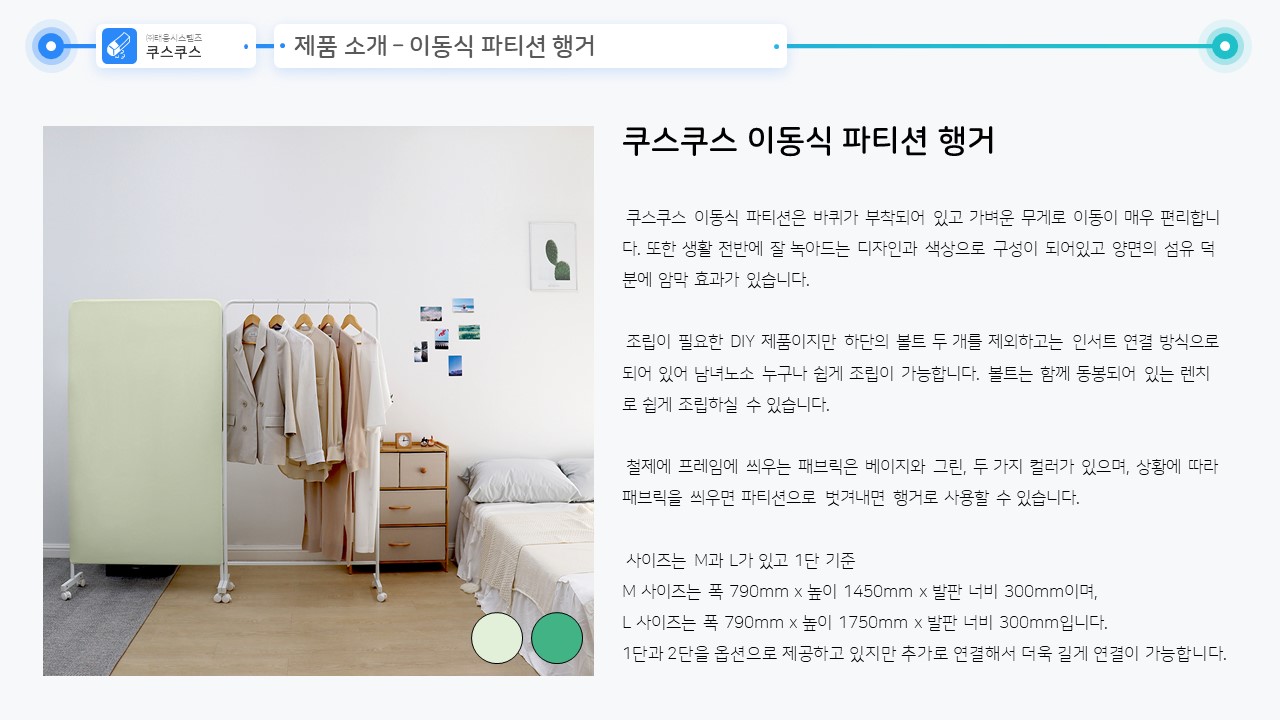 ㈜태웅시스템즈
쿠스쿠스
제품 소개 – 이동식 파티션 행거
쿠스쿠스 이동식 파티션 행거
쿠스쿠스 이동식 파티션은 바퀴가 부착되어 있고 가벼운 무게로 이동이 매우 편리합니
다. 또한 생활 전반에 잘 녹아드는 디자인과 색상으로 구성이 되어있고 양면의 섬유 덕
분에 암막 효과가 있습니다.
조립이 필요한 DIY 제품이지만 하단의 볼트 두 개를 제외하고는 인서트 연결 방식으로
되어 있어 남녀노소 누구나 쉽게 조립이 가능합니다. 볼트는 함께 동봉되어 있는 렌치
로 쉽게 조립하실 수 있습니다.
철제에 프레임에 씌우는 패브릭은 베이지와 그린, 두 가지 컬러가 있으며, 상황에 따라
패브릭을 씌우면 파티션으로 벗겨내면 행거로 사용할 수 있습니다.
사이즈는 M과 L가 있고 1단 기준
M 사이즈는 폭 790mm x 높이 1450mm x 발판 너비 300mm이며,
L 사이즈는 폭 790mm x 높이 1750mm x 발판 너비 300mm입니다.
1단과 2단을 옵션으로 제공하고 있지만 추가로 연결해서 더욱 길게 연결이 가능합니다.